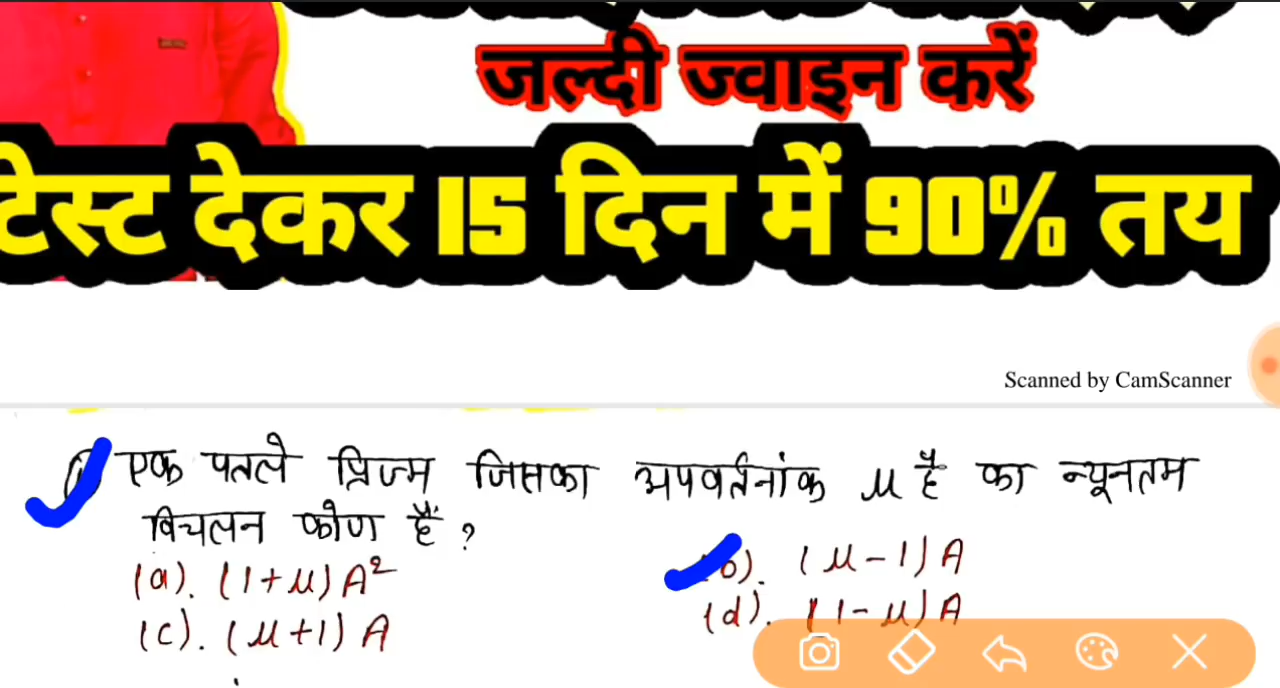 जल्दी ज्वाइन करें
टेस्ट देकर 15 दिन में 90% तय
Scanned by CamScanner
एक पतले प्रिज्म जिसका अपवर्तनांक μ है का न्यूनतम
विचलन कोण हैं ?
(a). (1+μ)A²
(b). (μ-1)A
(c). (μ+1)A
(d). (1-μ)A